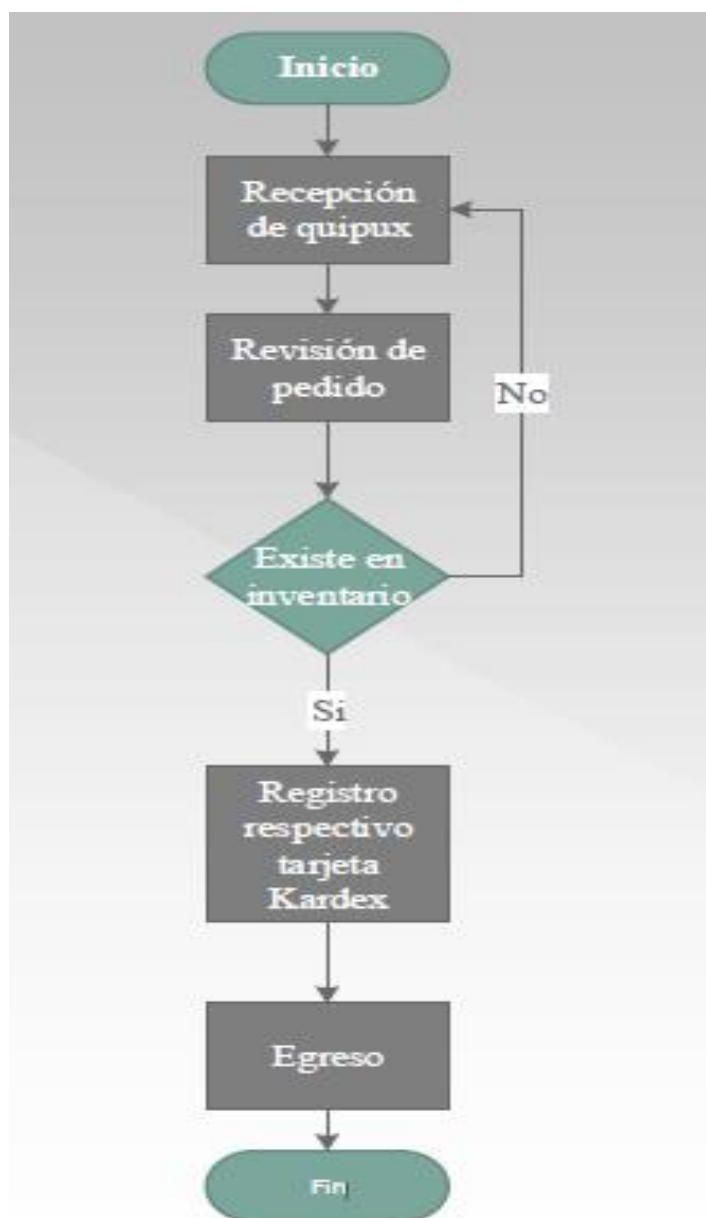 Inicio
Recepción
de quipux
Revisión de
pedido
No
Existe en
inventario
Si
Registro
respectivo
tarjeta
Kardex
Egreso
Fin